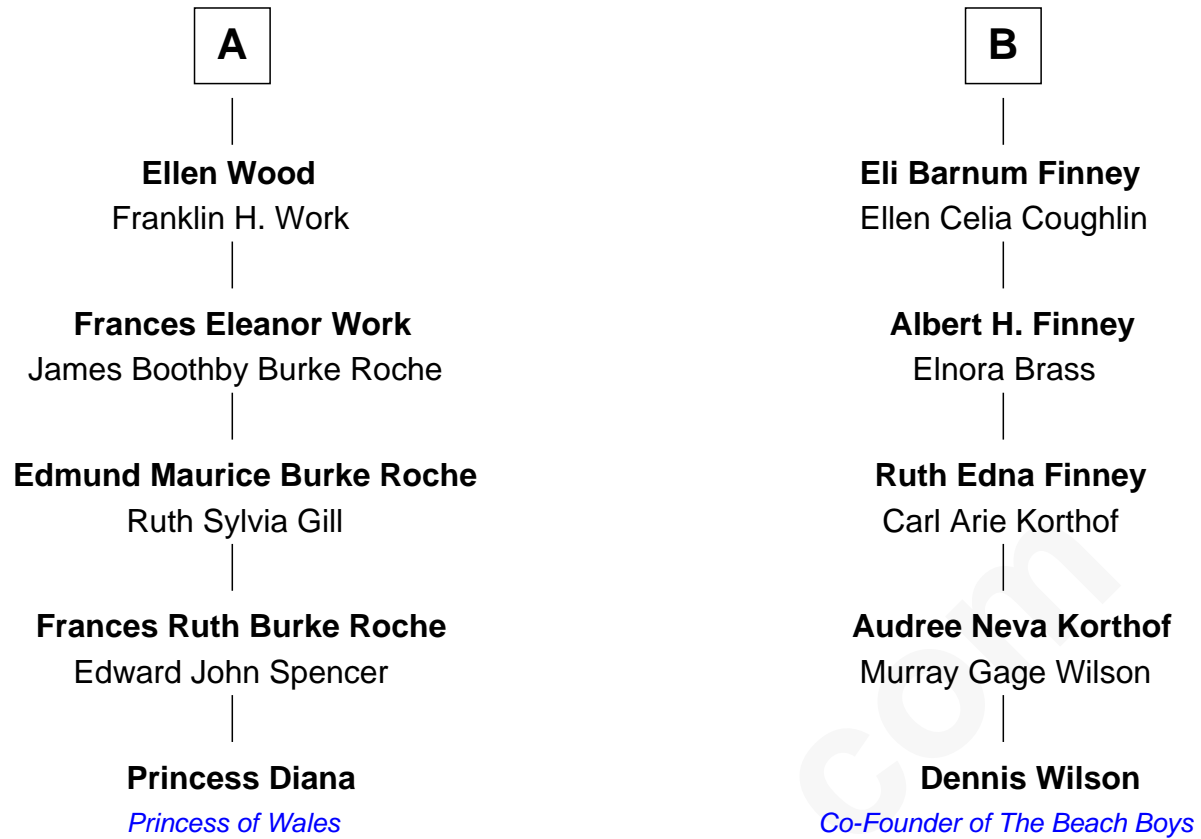 A
Ellen Wood
Franklin H. Work
Frances Eleanor Work
James Boothby Burke Roche
Edmund Maurice Burke Roche
Ruth Sylvia Gill
Frances Ruth Burke Roche
Edward John Spencer
Princess Diana
Princess of Wales
B
Eli Barnum Finney
Ellen Celia Coughlin
Albert H. Finney
Elnora Brass
Ruth Edna Finney
Carl Arie Korthof
Audree Neva Korthof
Murray Gage Wilson
Dennis Wilson
Co-Founder of The Beach Boys
com